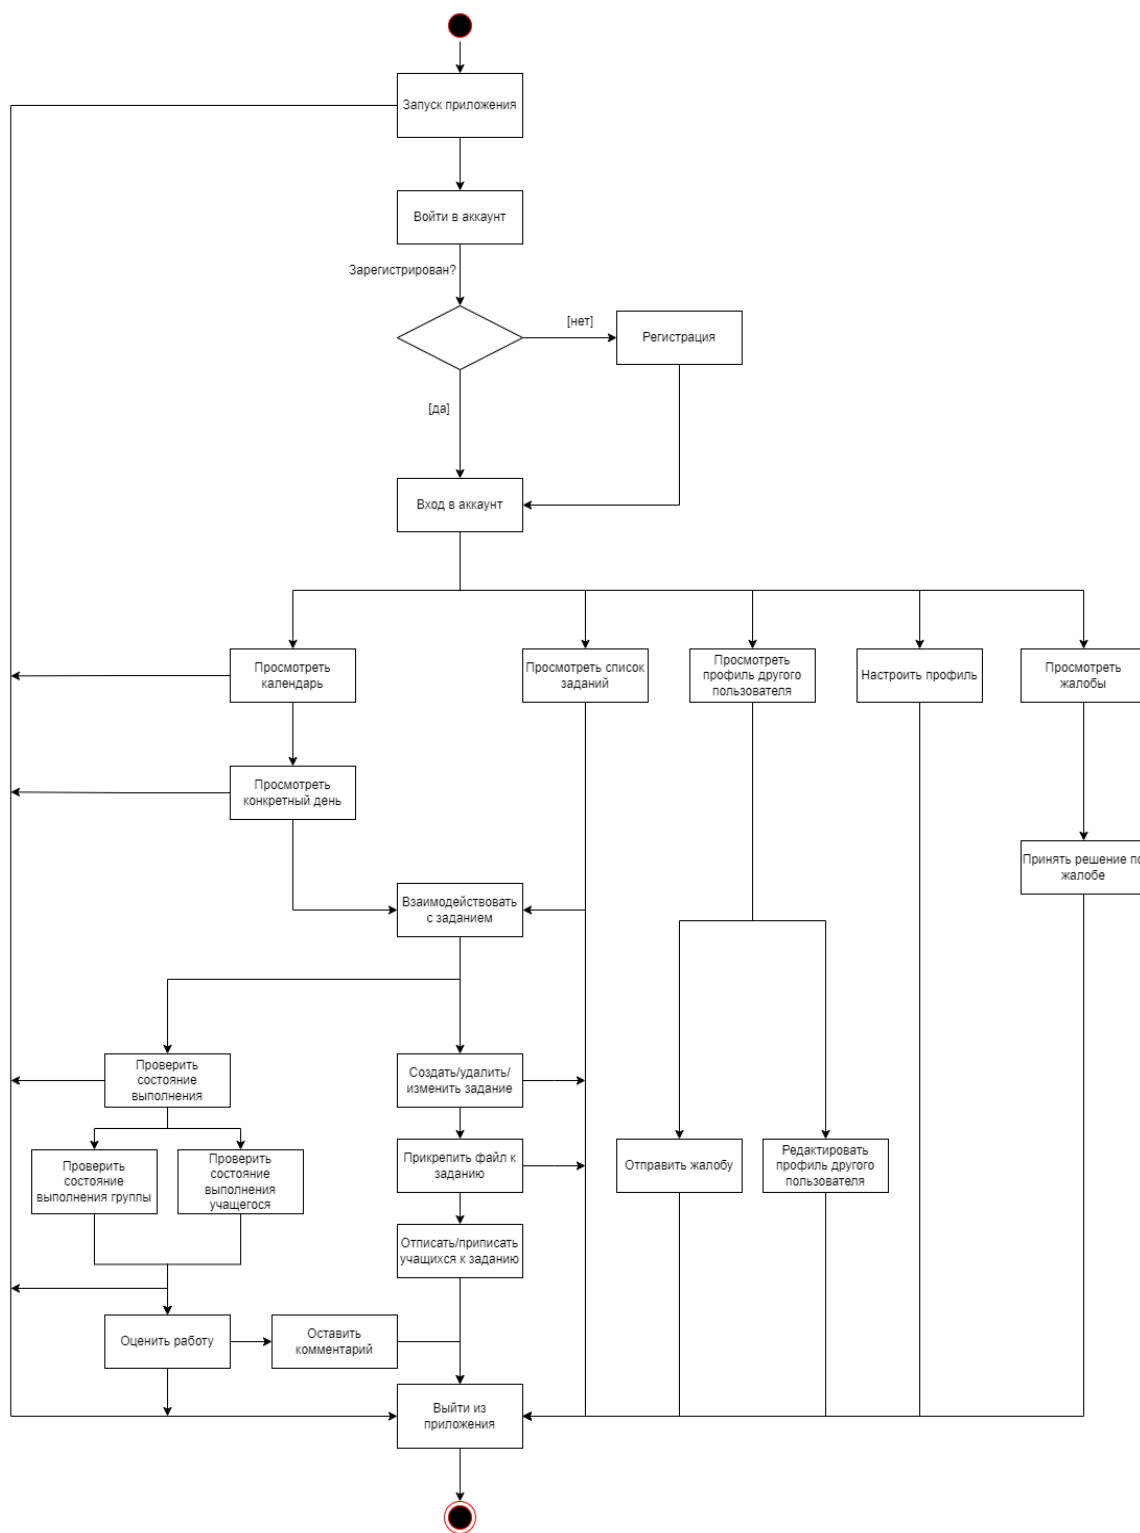 Запуск приложения
Войти в аккаунт
Зарегистрирован?
[нет]
Регистрация
[да]
Вход в аккаунт
Просмотреть
календарь
Просмотреть список
заданий
Просмотреть
профиль другого
пользователя
Настроить профиль
Просмотреть
жалобы
Просмотреть
конкретный день
Принять решение по
жалобе
Взаимодействовать
с заданием
Проверить
состояние
выполнения
Создать/удалить/
изменить задание
Проверить
состояние
выполнения группы
Проверить
состояние
выполнения
учащегося
Прикрепить файл к
заданию
Отправить жалобу
Редактировать
профиль другого
пользователя
Отписать/приписать
учащихся к заданию
Оценить работу
Оставить
комментарий
Выйти из
приложения